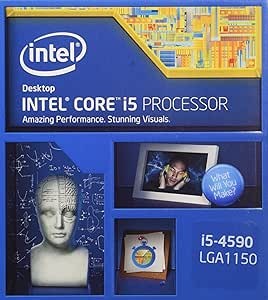 intel
Desktop
INTEL® CORE™ i5 PROCESSOR
Amazing Performance. Stunning Visuals.
What
Will You
Make?
i5-4590
LGA1150